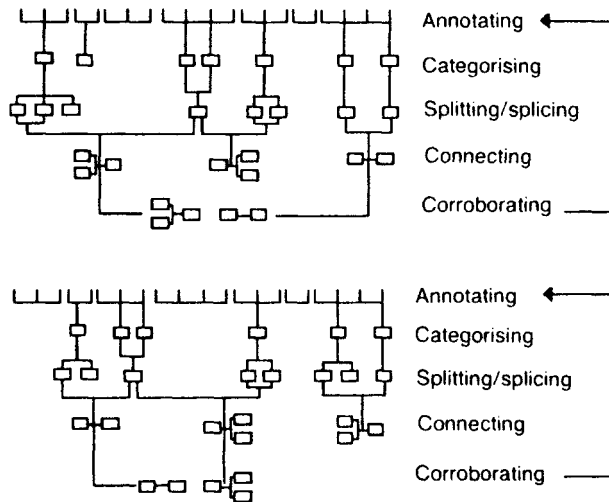 Annotating
Categorising
Splitting/splicing
Connecting
Corroborating
Annotating
Categorising
Splitting/splicing
Connecting
Corroborating